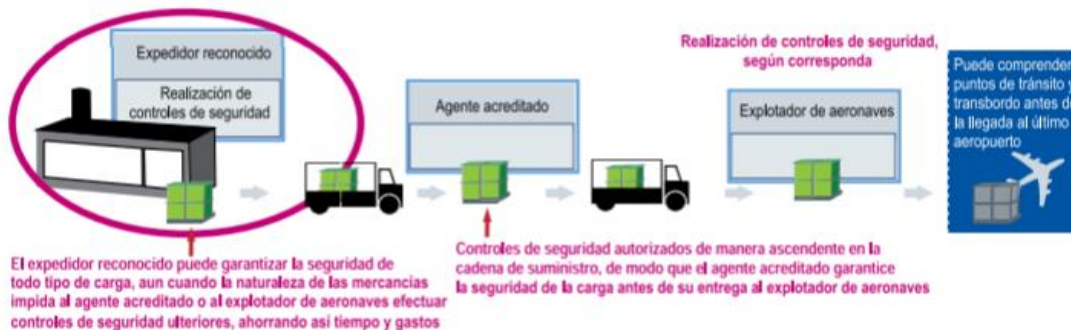 Expedidor reconocido
Realización de
controles de seguridad
Agente acreditado
Realización de controles de seguridad,
según corresponda
Explotador de aeronaves
Puede comprender
puntos de tránsito y
transbordo antes de
la llegada al último
aeropuerto
El expedidor reconocido puede garantizar la seguridad de
todo tipo de carga, aun cuando la naturaleza de las mercancías
impida al agente acreditado o al explotador de aeronaves efectuar
controles de seguridad ulteriores, ahorrando así tiempo y gastos
Controles de seguridad autorizados de manera ascendente en la
cadena de suministro, de modo que el agente acreditado garantice
la seguridad de la carga antes de su entrega al explotador de aeronaves